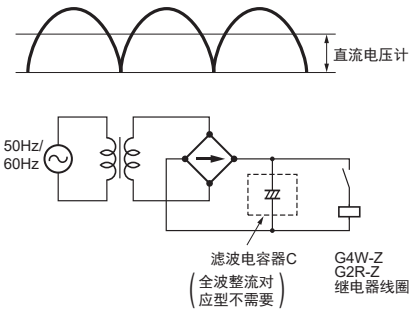 直流电压计
50Hz/
60Hz
滤波电容器C
(全波整流对
应型不需要)
G4W-Z
G2R-Z
继电器线圈